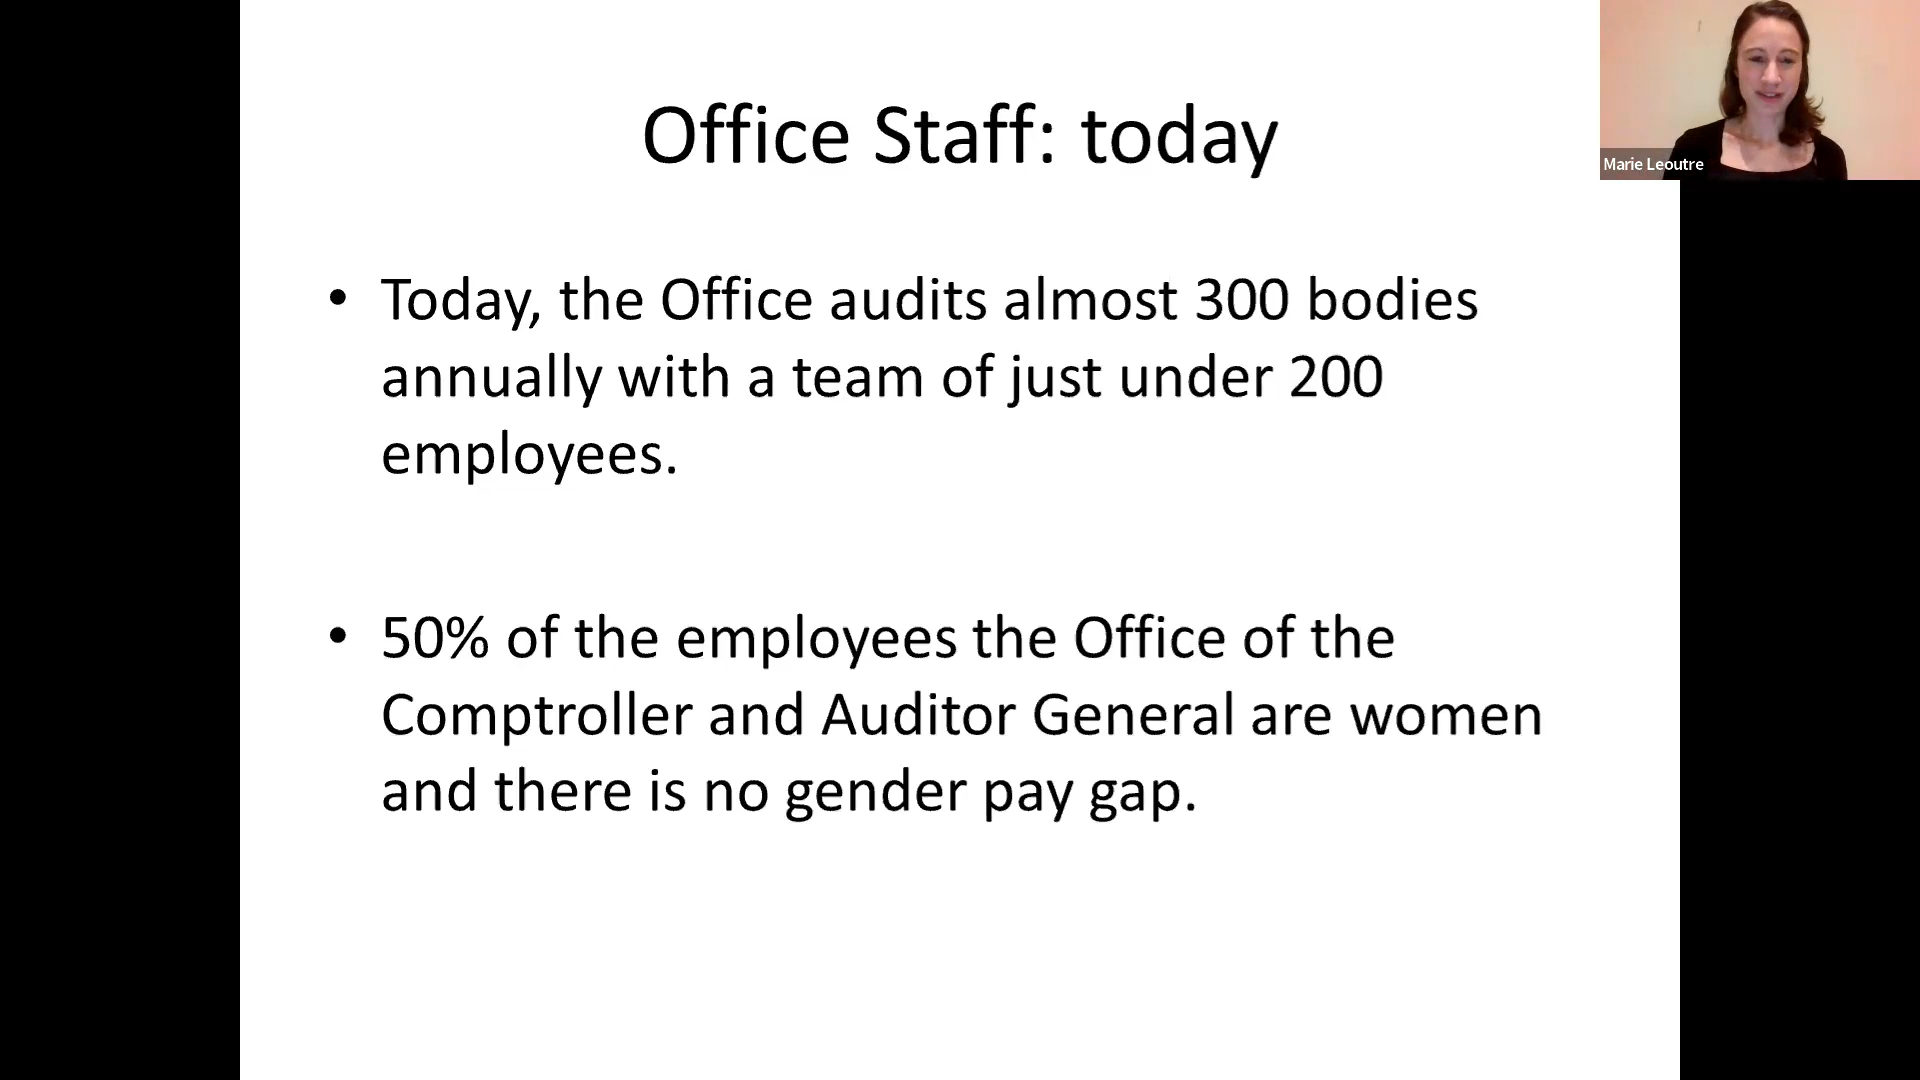 Office Staff: today
Marie Leoutre
• Today, the Office audits almost 300 bodies
annually with a team of just under 200
employees.
• 50% of the employees the Office of the
Comptroller and Auditor General are women
and there is no gender pay gap.